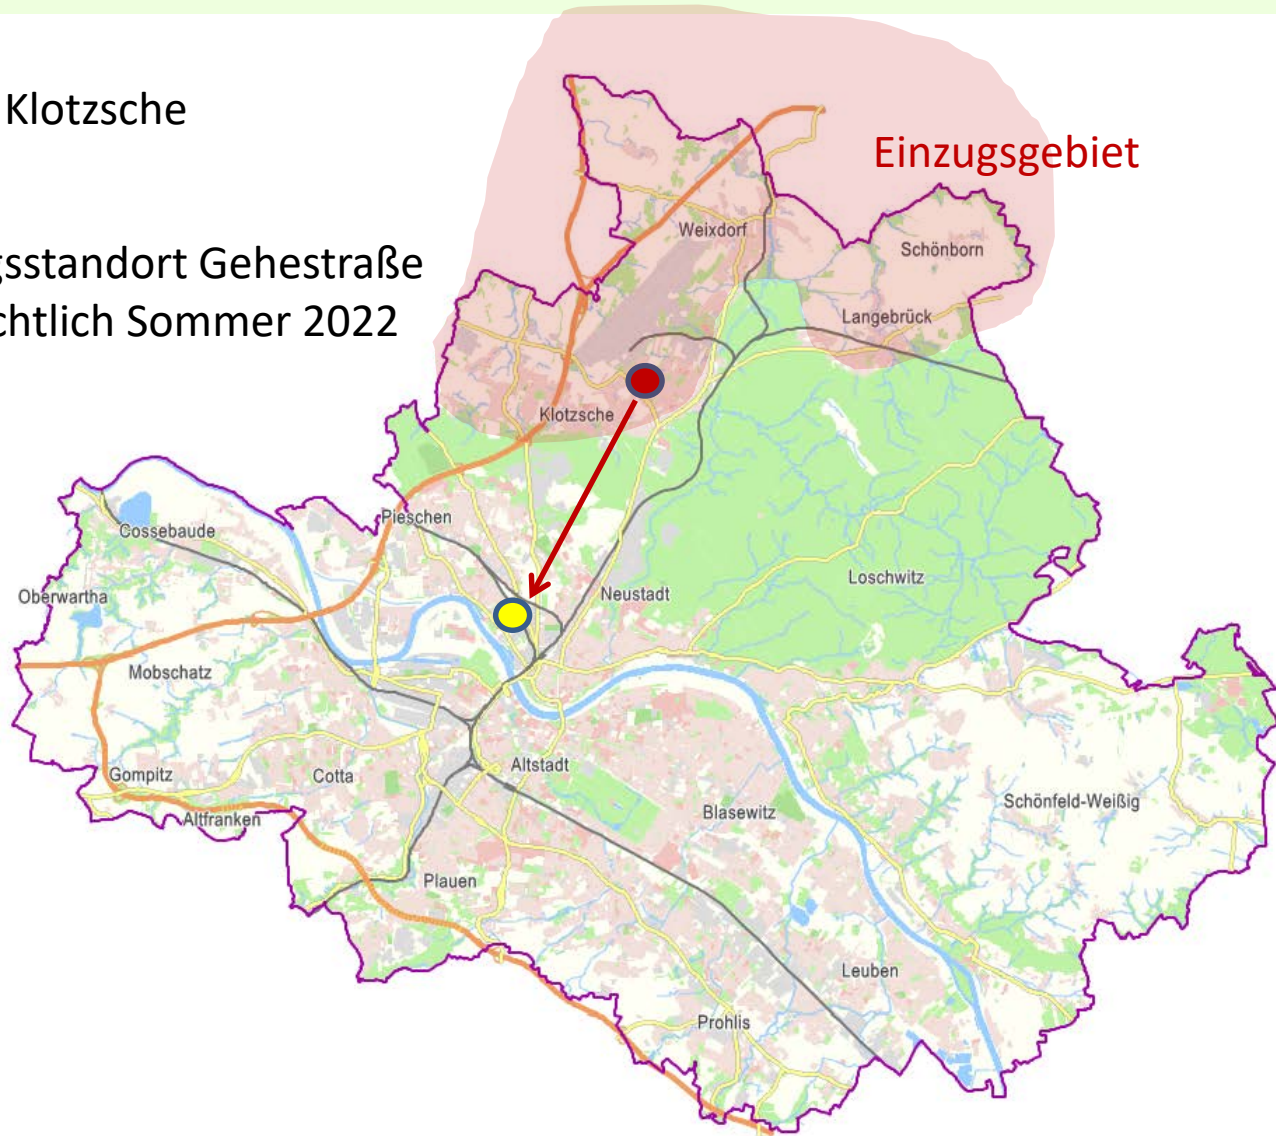 Klotzsche
Einzugsgebiet
gsstandort Gehestraße
chtlich Sommer 2022
Weixdorf
Schönborn
Langebrück
Klotzsche
Pieschen
Cossebaude
Loschwitz
Oberwartha
Neustadt
Mobschatz
Altstadt
Gompitz
Cotta
Schönfeld-Weißig
Blasewitz
Altfranken
Plauen
Leuben
Prohlis